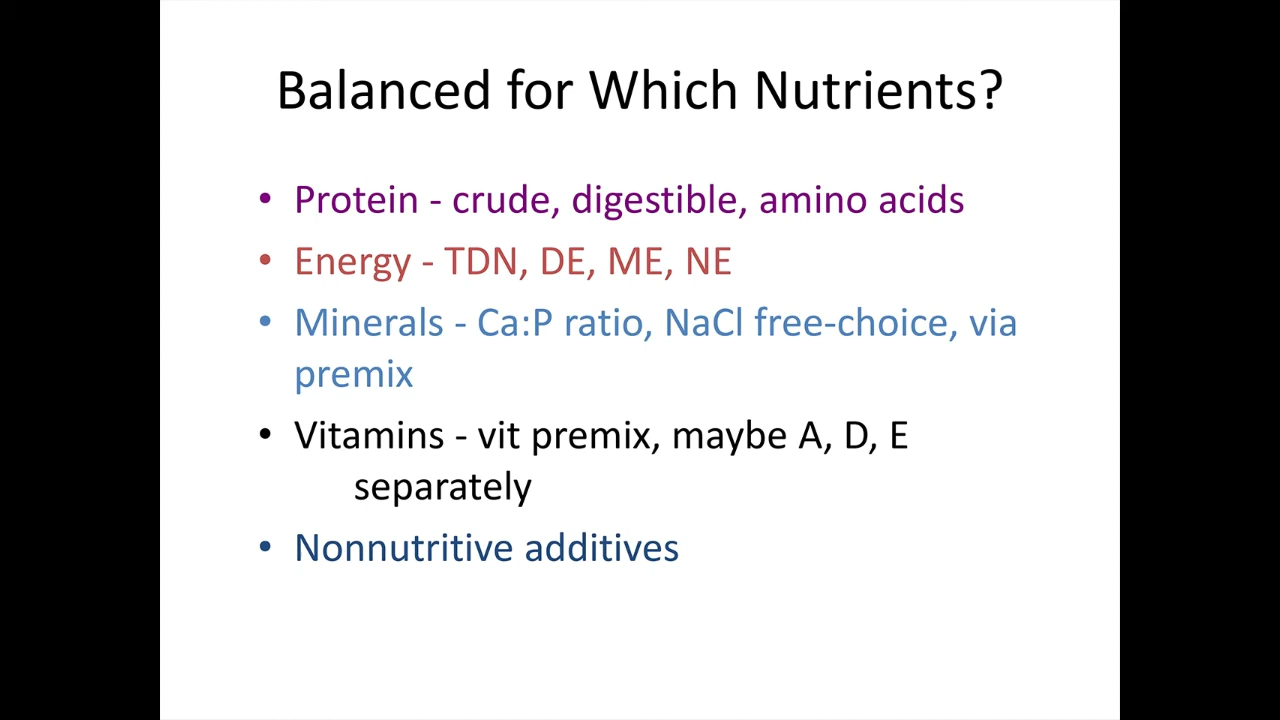 Balanced for Which Nutrients?
• Protein - crude, digestible, amino acids
• Energy - TDN, DE, ME, NE
• Minerals - Ca:P ratio, NaCl free-choice, via
premix
• Vitamins - vit premix, maybe A, D, E
separately
• Nonnutritive additives